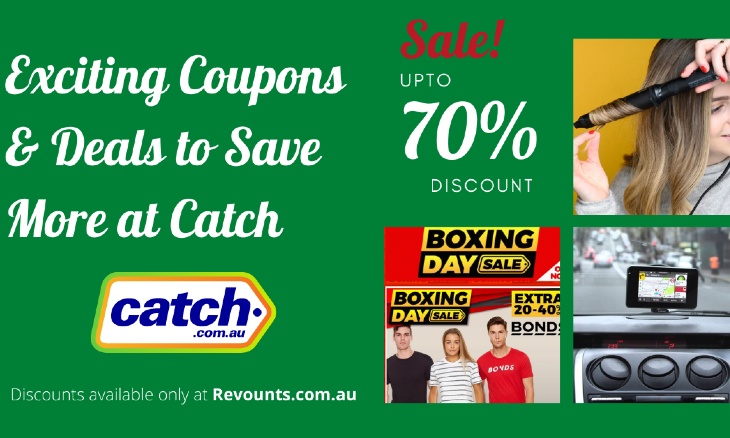 Exciting Coupons
& Deals to Save
More at Catch
catch.
.com.au
Discounts available only at Revounts.com.au
Sale!
UPTO
70%
DISCOUNT
BOXING
DAY SALE
BOXING
DAY SALE
EXTRA
20-40%
BONDS
BONDS